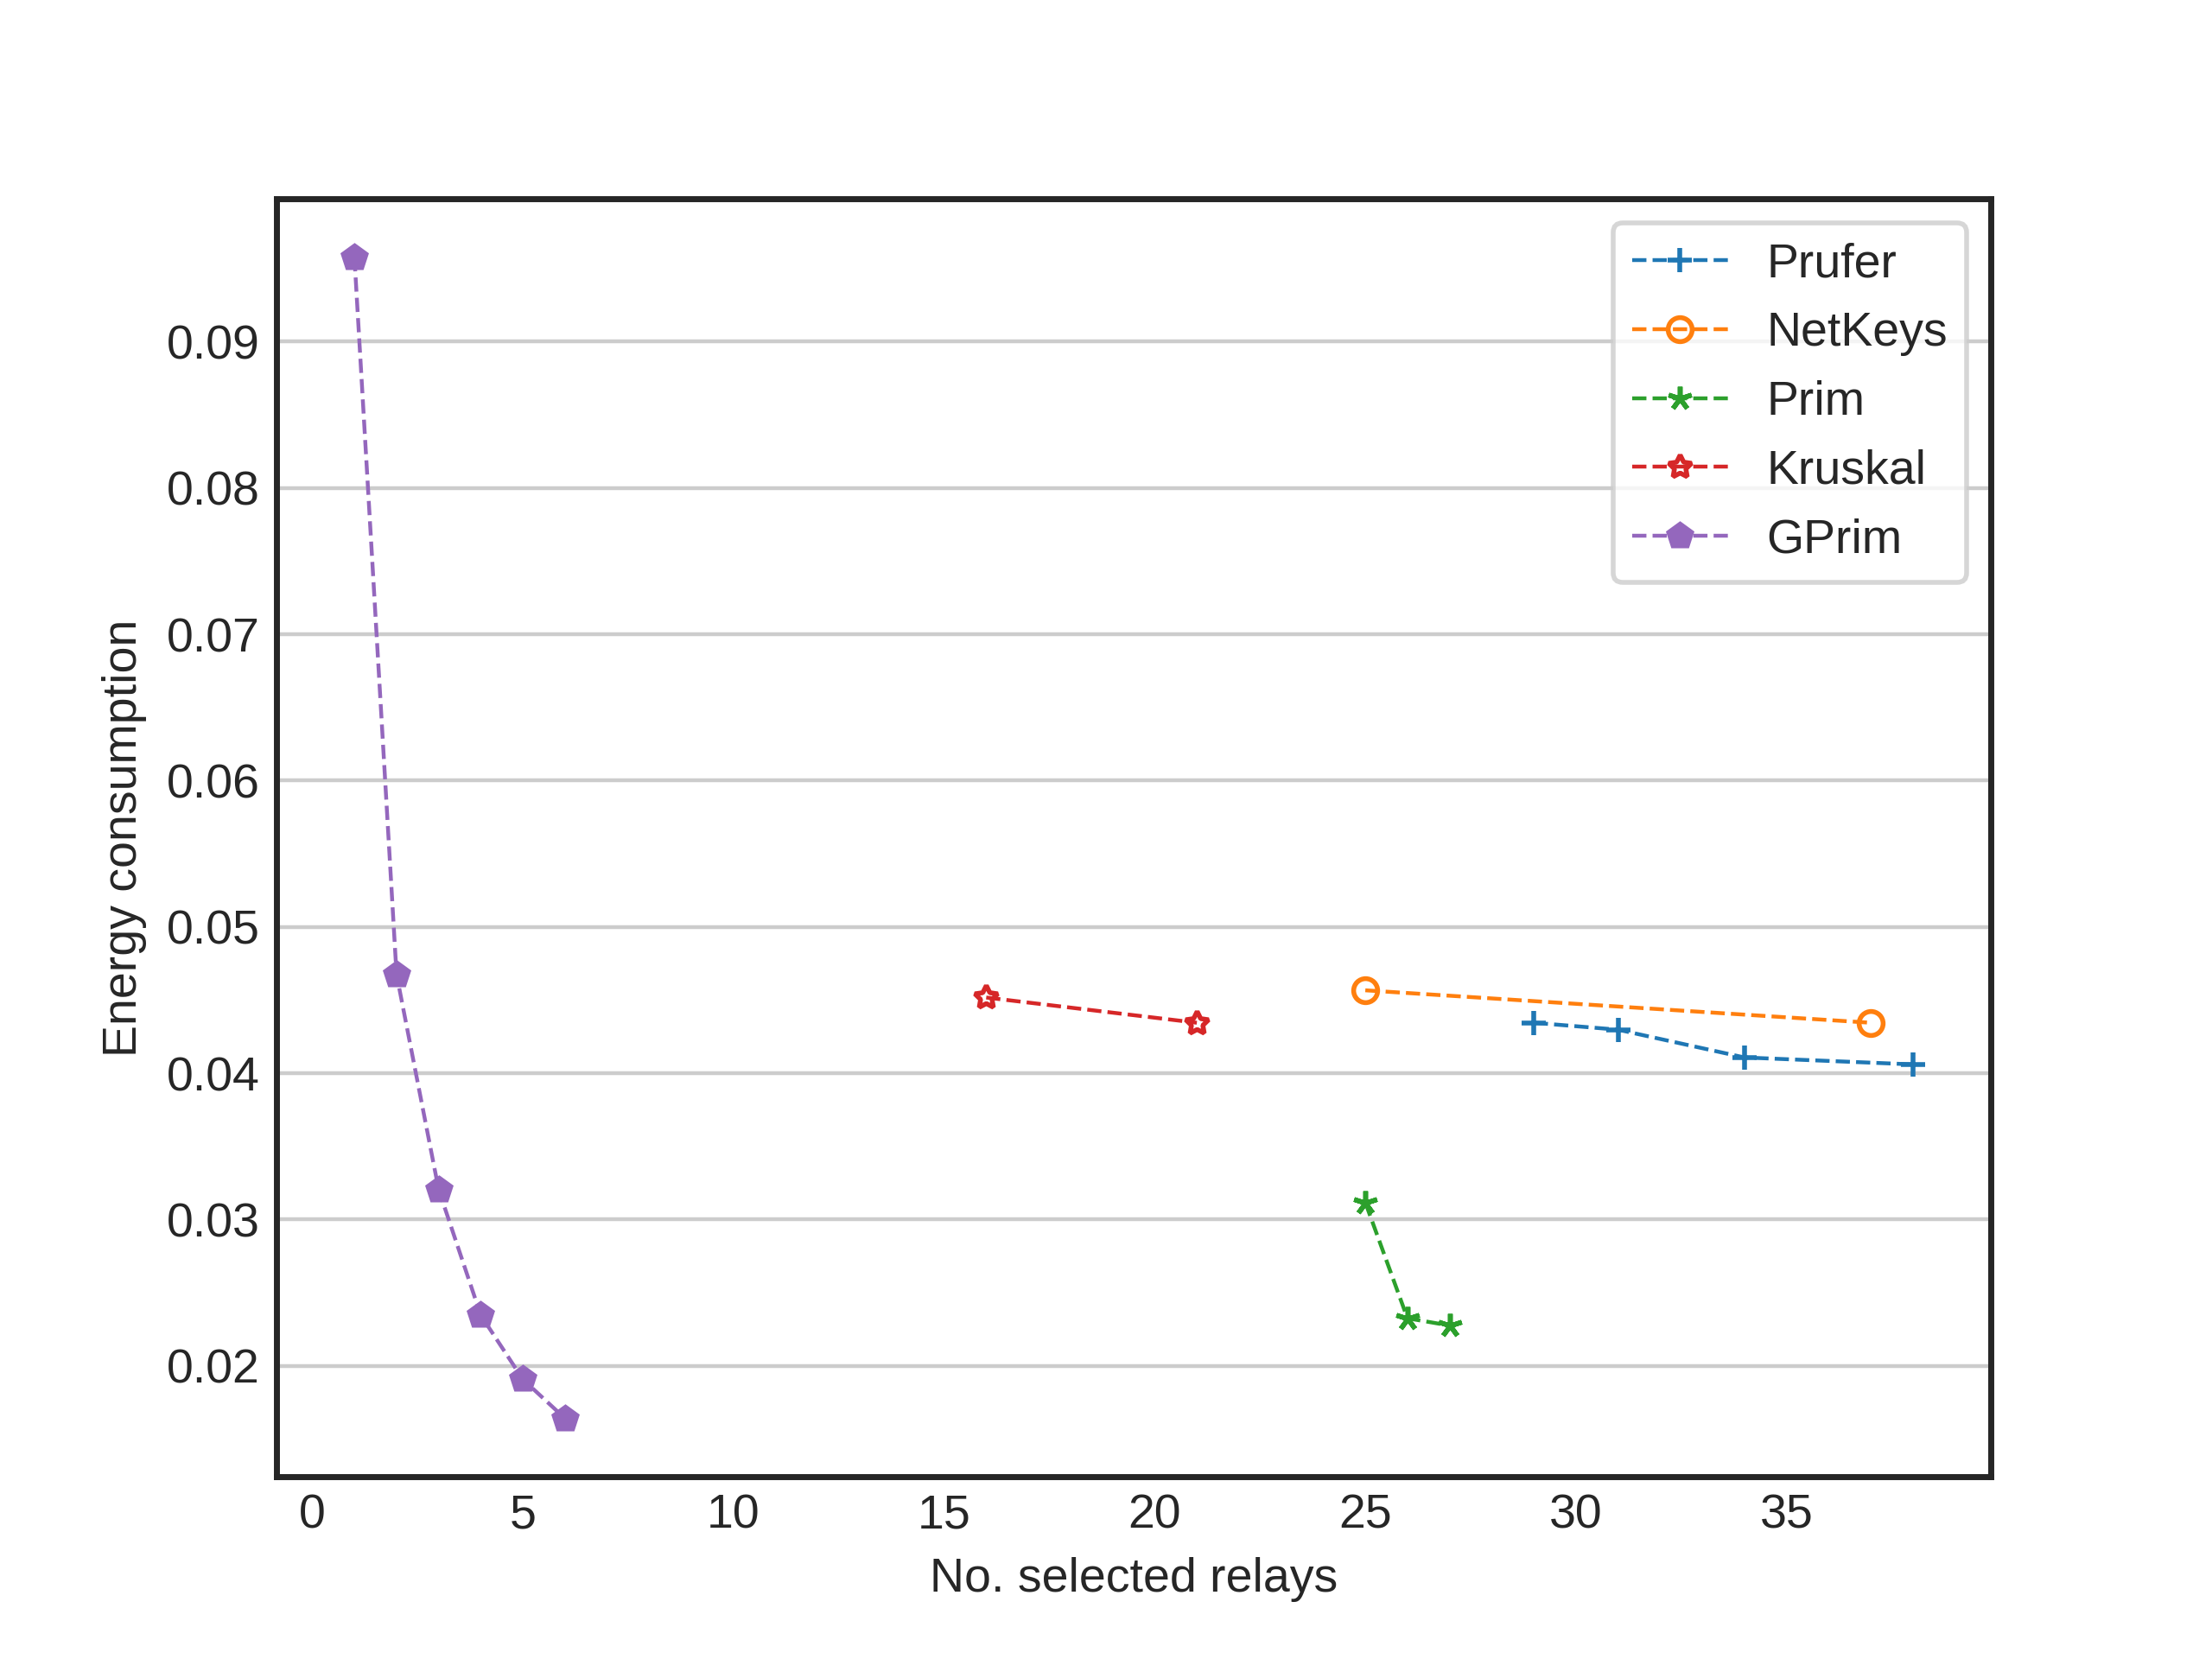 Prufer
NetKeys
Prim
Kruskal
GPrim
0.09
0.08
0.07
0.06
0.05
0.04
0.03
0.02
Energy consumption
0 5 10 15 20 25 30 35
No. selected relays